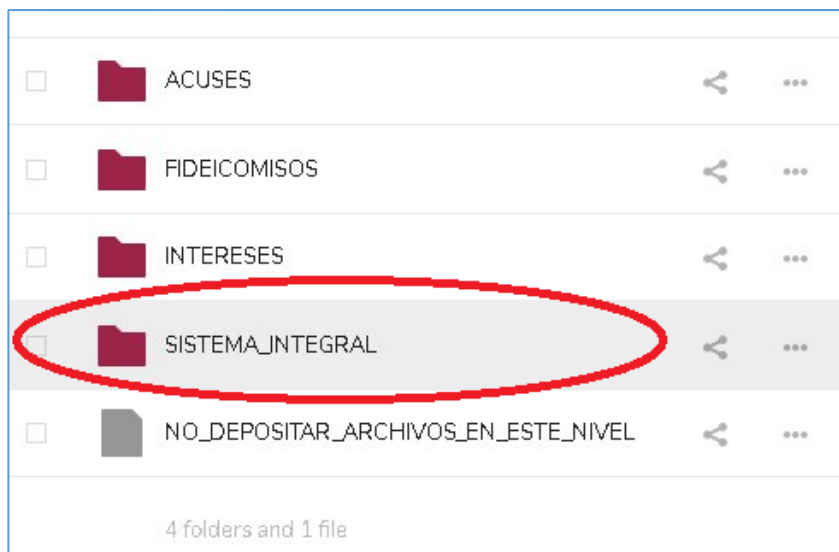 ACUSES
FIDEICOMISOS
INTERESES
SISTEMA_INTEGRAL
NO_DEPOSITAR_ARCHIVOS_EN_ESTE_NIVEL
4 folders and 1 file